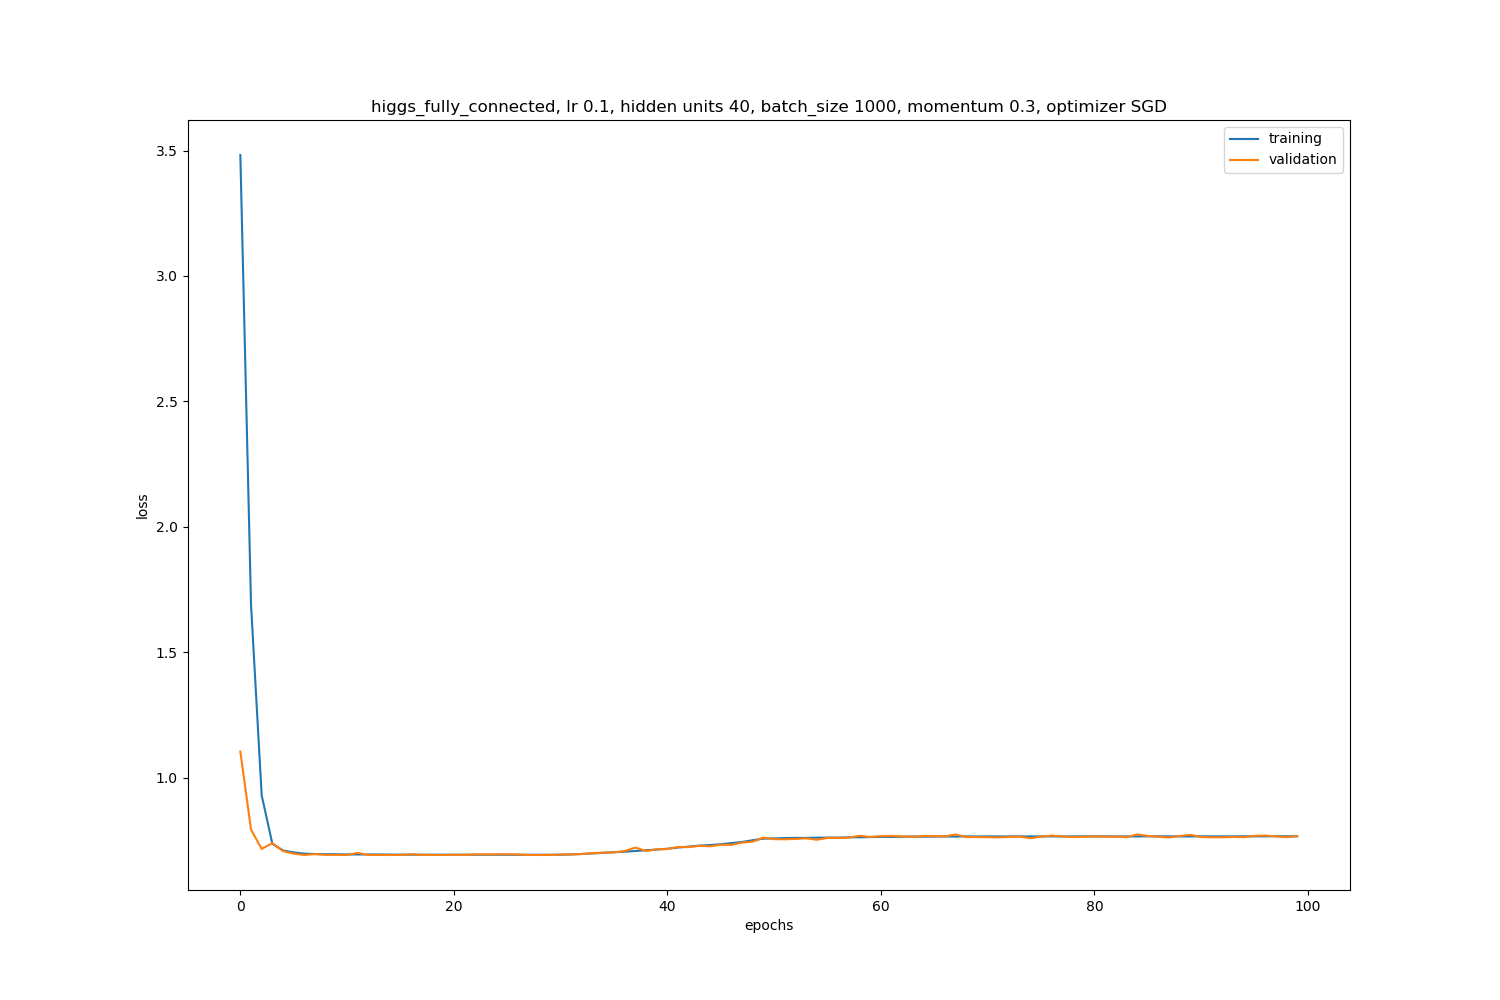 higgs_fully_connected, lr 0.1, hidden units 40, batch_size 1000, momentum 0.3, optimizer SGD
training
validation
3.5
3.0
2.5
2.0
1.5
1.0
loss
0 20 40 60 80 100
epochs